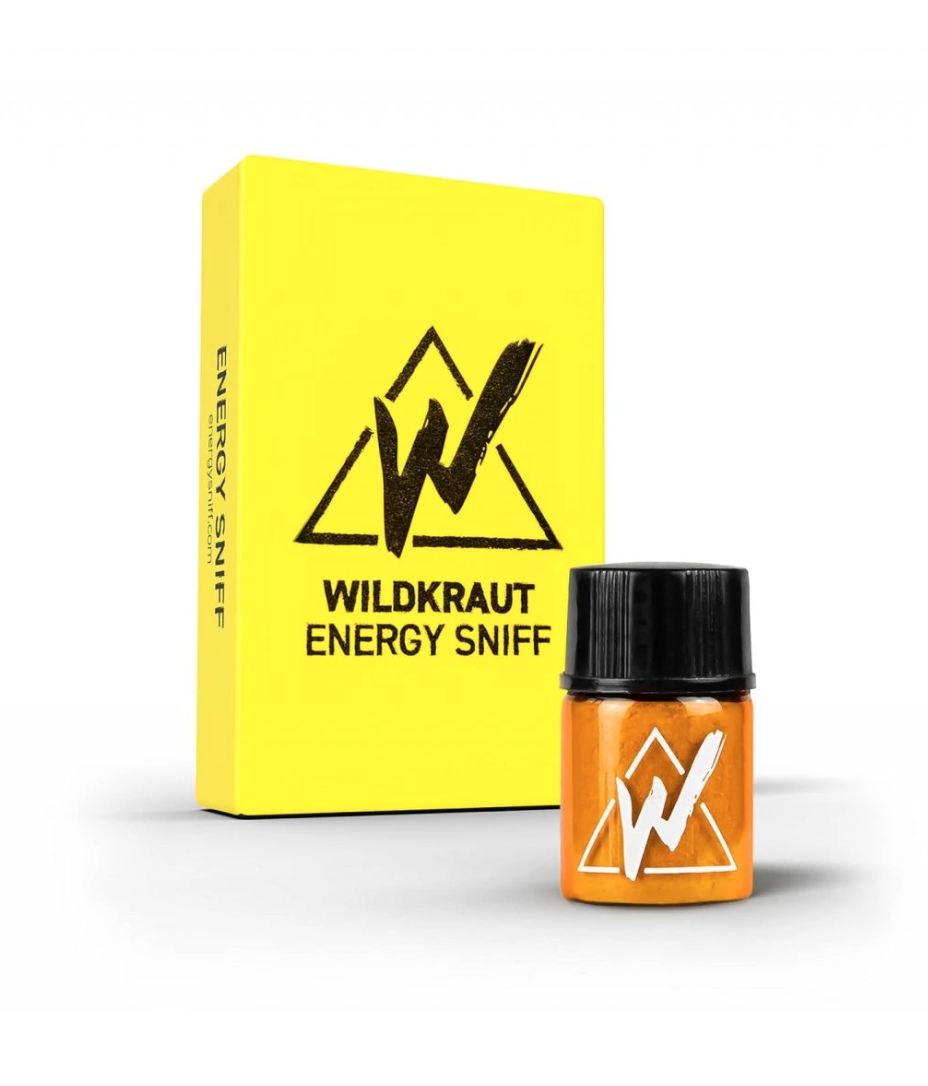 ENERGY SNIFF
energysniff.com
W
WILDKRAUT
ENERGY SNIFF
W